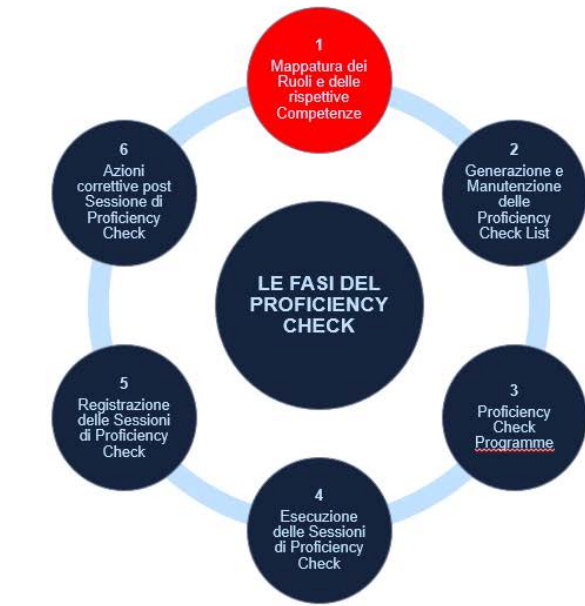 1
Mappatura dei
Ruoli e delle
rispettive
Competenze
2
Generazione e
Manutenzione
delle
Proficiency
Check List
3
Proficiency
Check
Programme
4
Esecuzione
delle Sessioni
di Proficiency
Check
5
Registrazione
delle Sessioni
di Proficiency
Check
6
Azioni
correttive post
Sessione di
Proficiency
Check
LE FASI DEL
PROFICIENCY
CHECK